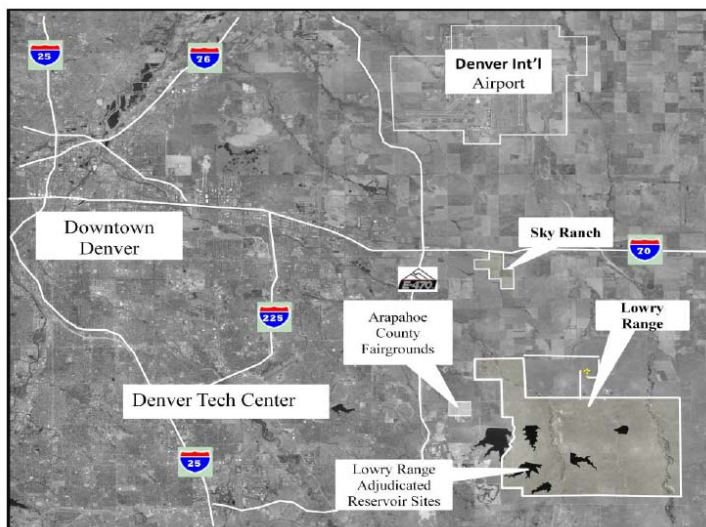 25
76
Denver Int'l
Airport
Downtown
Denver
Sky Ranch
70
E-470
225
Arapahoe
County
Fairgrounds
Lowry
Range
Denver Tech Center
25
Lowry Range
Adjudicated
Reservoir Sites